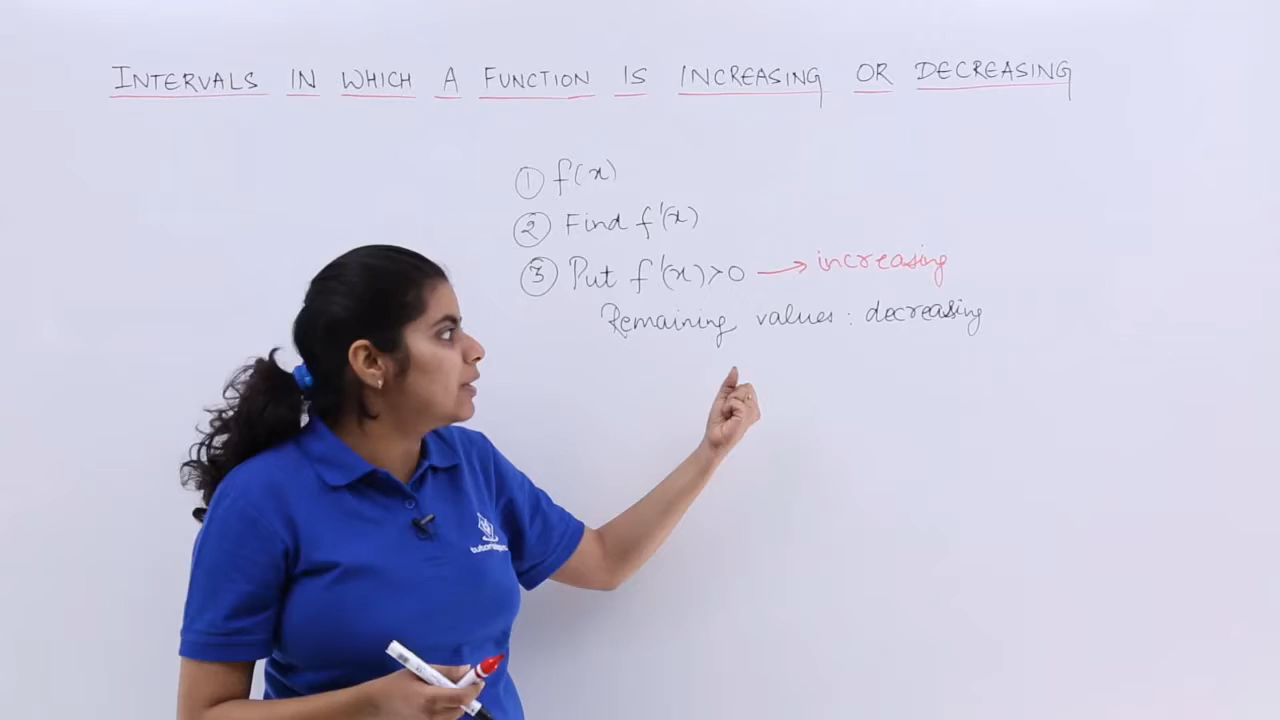 INTERVALS IN WHICH A FUNCTION IS INCREASING OR DECREASING
① f(x)
② Find f'(x)
③ Put f'(x)>0 → increasing
Remaining values : decreasing